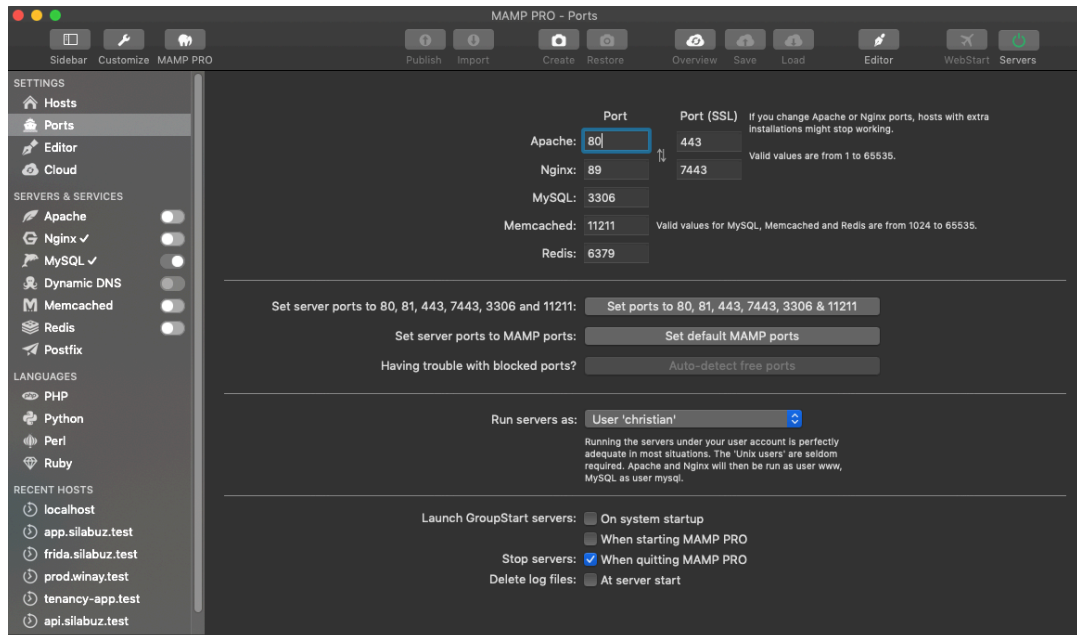 MAMP PRO - Ports
Sidebar Customize MAMP PRO Publish Import Create Restore Overview Save Load Editor WebStart Servers
SETTINGS
Hosts
Ports
Editor
Cloud
SERVERS & SERVICES
Apache
Nginx ✓
MySQL ✓
Dynamic DNS
Memcached
Redis
Postfix
LANGUAGES
PHP
Python
Perl
Ruby
RECENT HOSTS
localhost
app.silabuz.test
frida.silabuz.test
prod.winay.test
tenancy-app.test
api.silabuz.test
Port Port (SSL)
Apache: 80 443
Nginx: 89 7443
MySQL: 3306
Memcached: 11211
Redis: 6379
If you change Apache or Nginx ports, hosts with extra
installations might stop working.
Valid values are from 1 to 65535.
Valid values for MySQL, Memcached and Redis are from 1024 to 65535.
Set server ports to 80, 81, 443, 7443, 3306 and 11211: Set ports to 80, 81, 443, 7443, 3306 & 11211
Set server ports to MAMP ports: Set default MAMP ports
Having trouble with blocked ports? Auto-detect free ports
Run servers as: User 'christian'
Running the servers under your user account is perfectly
adequate in most situations. The 'Unix users' are seldom
required. Apache and Nginx will then be run as user www,
MySQL as user mysql.
Launch GroupStart servers: On system startup
When starting MAMP PRO
Stop servers: When quitting MAMP PRO
Delete log files: At server start